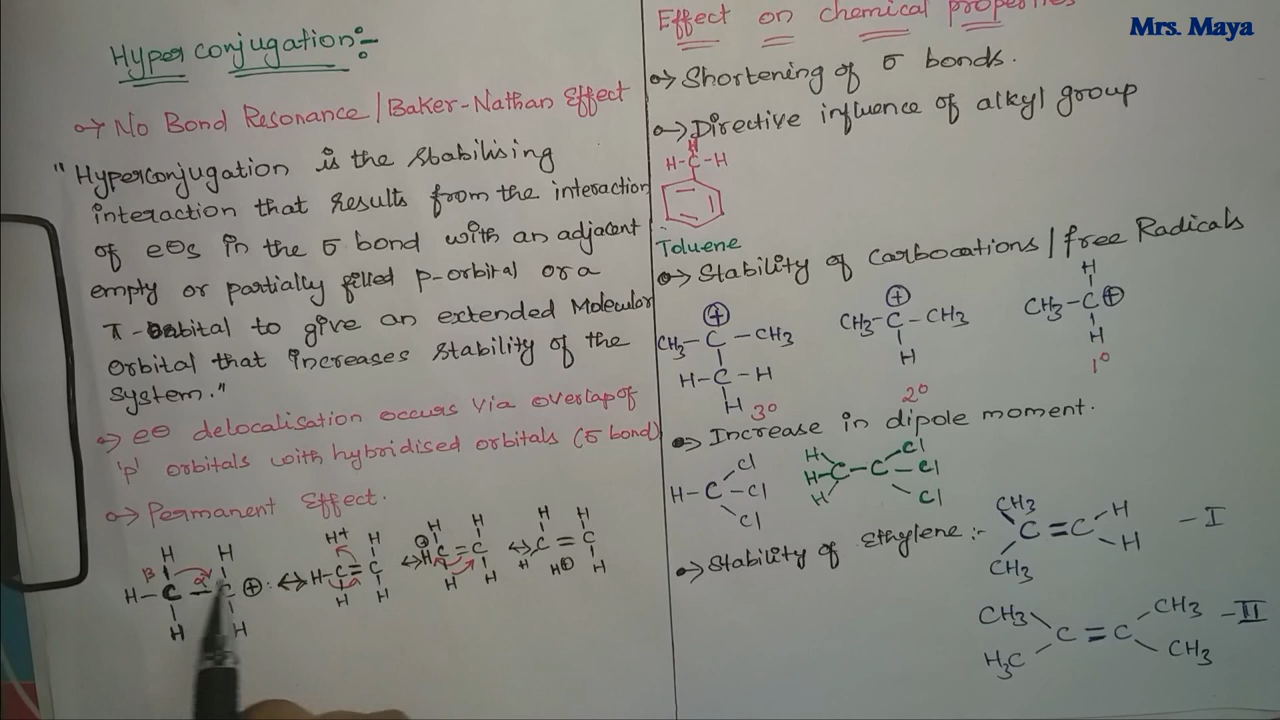 Hyper conjugation:-
→ No Bond Resonance / Baker-Nathan Effect
"Hyperconjugation is the stabilising
interaction that results from the interaction
of e⊖s in the σ bond with an adjacent
empty or partially filled p-orbital or a
π-orbital to give an extended Molecular
orbital that increases stability of the
system."
→ e⊖ delocalisation occurs via overlap of
'p' orbitals with hybridised orbitals (σ bond)
→ Permanent Effect.
H H H+ H H H H H
β α
H-C-C ⊕ ↔ H-C=C ↔ ⊕H C=C ↔ C=C
H H H H H H H H⊕ H
Effect on chemical properties
Mrs. Maya
→ Shortening of σ bonds.
→ Directive influence of alkyl group
H
H-C-H
Toluene
→ Stability of Carbocations / free Radicals
⊕ ⊕ H
CH3-C-CH3 CH3-C-CH3 CH3-C⊕
H-C-H H H
H 3° 2° 1°
→ Increase in dipole moment.
H-C-Cl Cl Cl
H H H C-C Cl Cl Cl
→ Stability of Ethylene :-
CH3 CH3 C=C H H -I
CH3 H3C C=C CH3 CH3 -II